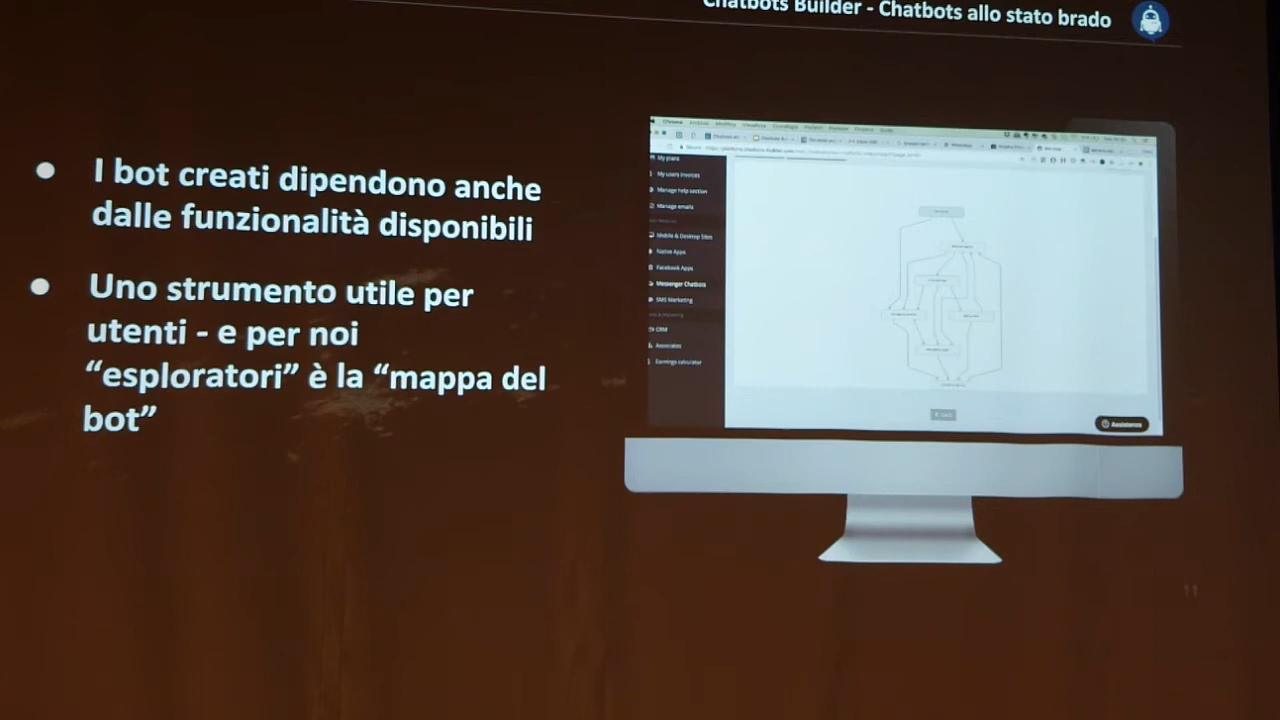 Chatbots Builder - Chatbots allo stato brado
I bot creati dipendono anche
dalle funzionalità disponibili
Uno strumento utile per
utenti - e per noi
“esploratori” è la “mappa del
bot”
Chrome
My plans
My users invoices
Manage help section
Manage emails
Mobile & Desktop Sites
Native Apps
Facebook Apps
Messenger Chatbots
SMS Marketing
CRM
Associates
Earnings calculator
Assistenza
11